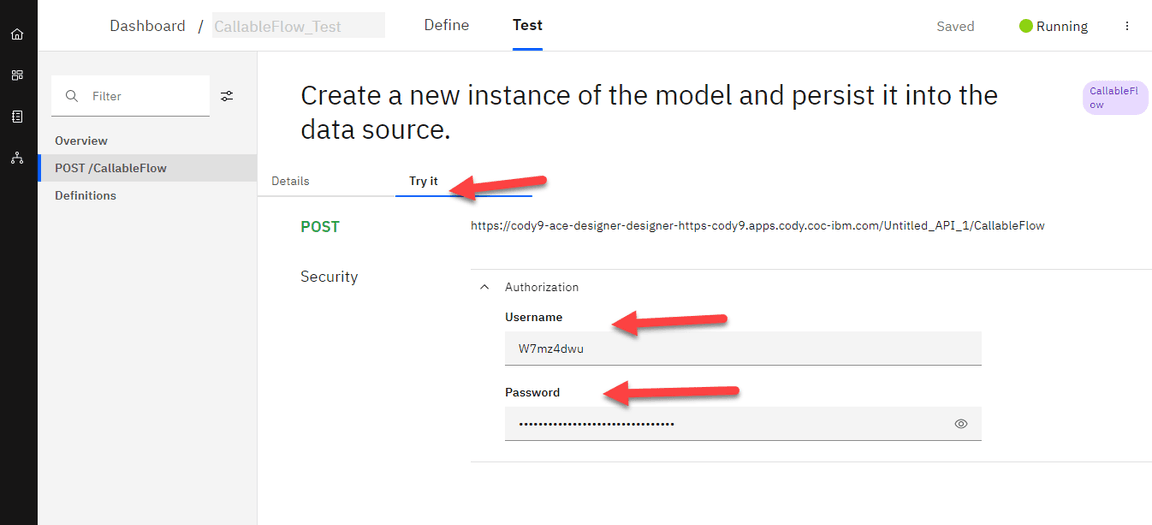 Dashboard / CallableFlow_Test Define Test Saved Running
Filter
Overview
POST /CallableFlow
Definitions
Create a new instance of the model and persist it into the
data source.
CallableFl
ow
Details Try it
POST https://cody9-ace-designer-designer-https-cody9.apps.cody.coc-ibm.com/Untitled_API_1/CallableFlow
Security
Authorization
Username
W7mz4dwu
Password
••••••••••••••••••••••••••••••••